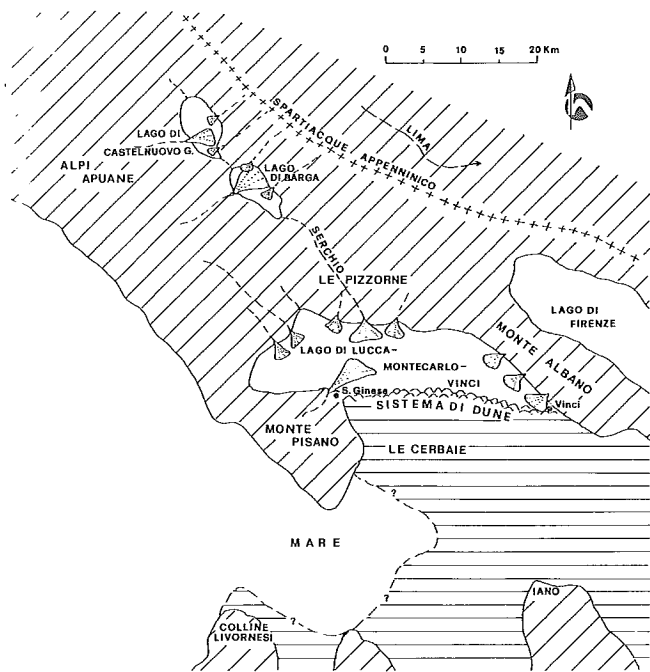 0 5 10 15 20 Km
SPARTIACQUE APPENNINICO
LIMA
LAGO DI
CASTELNUOVO G.
ALPI
APUANE
LAGO
DI BARGA
SERCHIO
LE PIZZORNE
LAGO DI
FIRENZE
MONTE ALBANO
LAGO DI LUCCA-
MONTECARLO-
VINCI
S. Ginese
SISTEMA DI DUNE
Vinci
MONTE
PISANO
LE CERBAIE
?
MARE
?
?
IANO
COLLINE
LIVORNESI